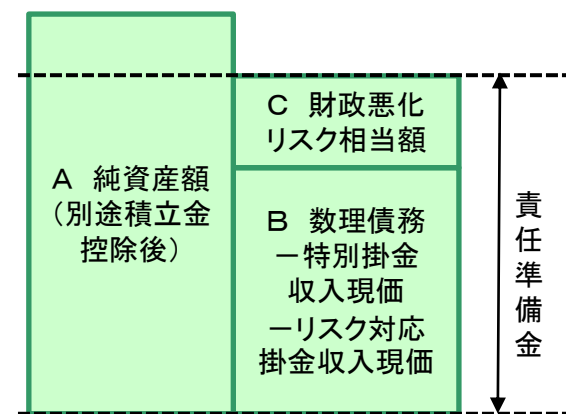 A 純資産額
（別途積立金
控除後）
C 財政悪化
リスク相当額
B 数理債務
－特別掛金
収入現価
－リスク対応
掛金収入現価
責任準備金